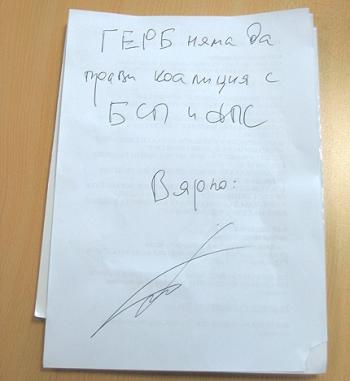 ГЕРБ няма да
прави коалиция с
БСП и ДПС
Вярно: